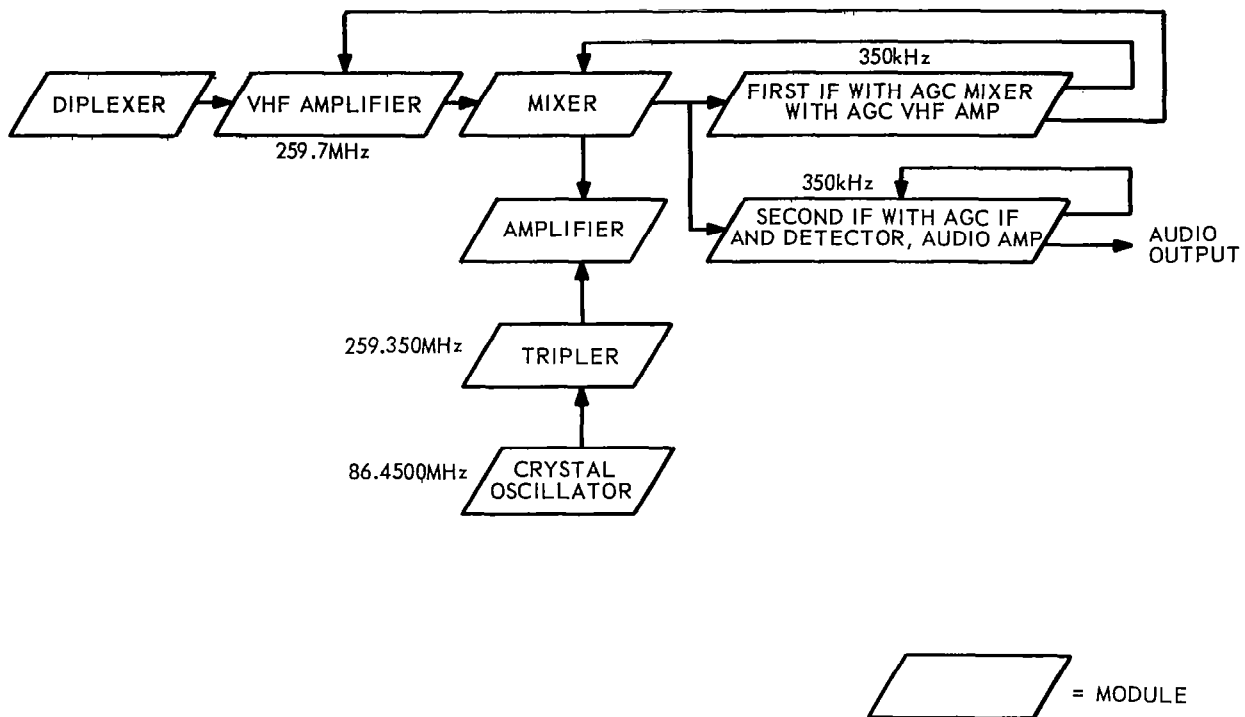 350kHz
DIPLEXER
VHF AMPLIFIER
MIXER
FIRST IF WITH AGC MIXER
WITH AGC VHF AMP
259.7MHz
350kHz
AMPLIFIER
SECOND IF WITH AGC IF
AND DETECTOR, AUDIO AMP
AUDIO
OUTPUT
259.350MHz
TRIPLER
86.4500MHz
CRYSTAL
OSCILLATOR
= MODULE